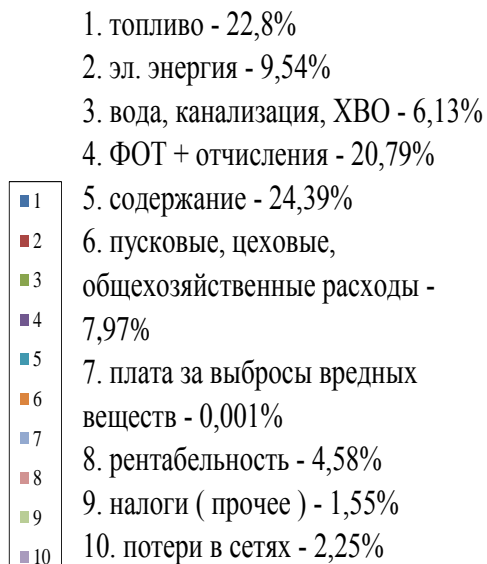 1. топливо - 22,8%
2. эл. энергия - 9,54%
3. вода, канализация, ХВО - 6,13%
4. ФОТ + отчисления - 20,79%
5. содержание - 24,39%
6. пусковые, цеховые,
общехозяйственные расходы -
7,97%
7. плата за выбросы вредных
веществ - 0,001%
8. рентабельность - 4,58%
9. налоги ( прочее ) - 1,55%
10. потери в сетях - 2,25%
1
2
3
4
5
6
7
8
9
10